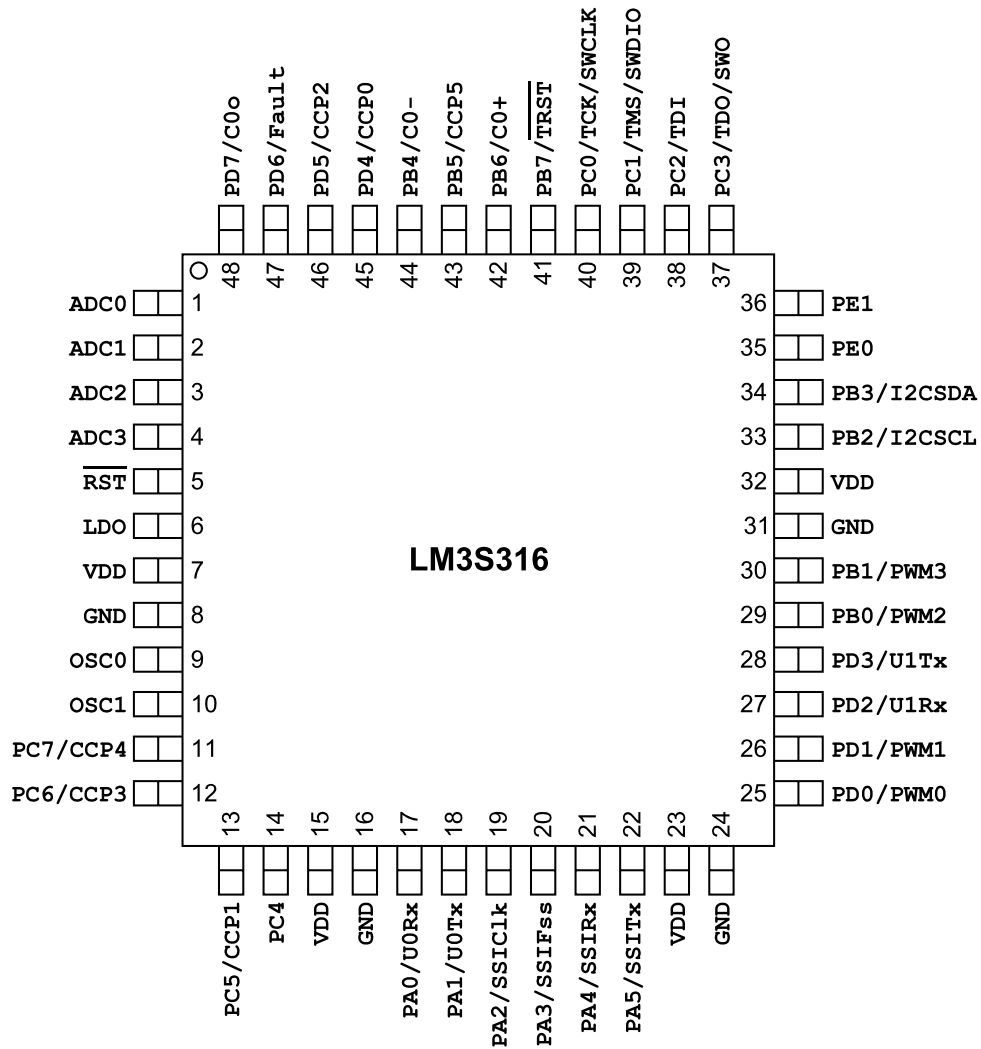 PD7/C0o
PD6/Fault
PD5/CCP2
PD4/CCP0
PB4/C0-
PB5/CCP5
PB6/C0+
PB7/TRST
PC0/TCK/SWCLK
PC1/TMS/SWDIO
PC2/TDI
PC3/TDO/SWO
48 47 46 45 44 43 42 41 40 39 38 37
ADC0 1 36 PE1
ADC1 2 35 PE0
ADC2 3 34 PB3/I2CSDA
ADC3 4 33 PB2/I2CSCL
RST 5 32 VDD
LDO 6 31 GND
LM3S316
VDD 7 30 PB1/PWM3
GND 8 29 PB0/PWM2
OSC0 9 28 PD3/U1Tx
OSC1 10 27 PD2/U1Rx
PC7/CCP4 11 26 PD1/PWM1
PC6/CCP3 12 25 PD0/PWM0
13 14 15 16 17 18 19 20 21 22 23 24
PC5/CCP1
PC4
VDD
GND
PA0/U0Rx
PA1/U0Tx
PA2/SSIClk
PA3/SSIFss
PA4/SSIRx
PA5/SSITx
VDD
GND